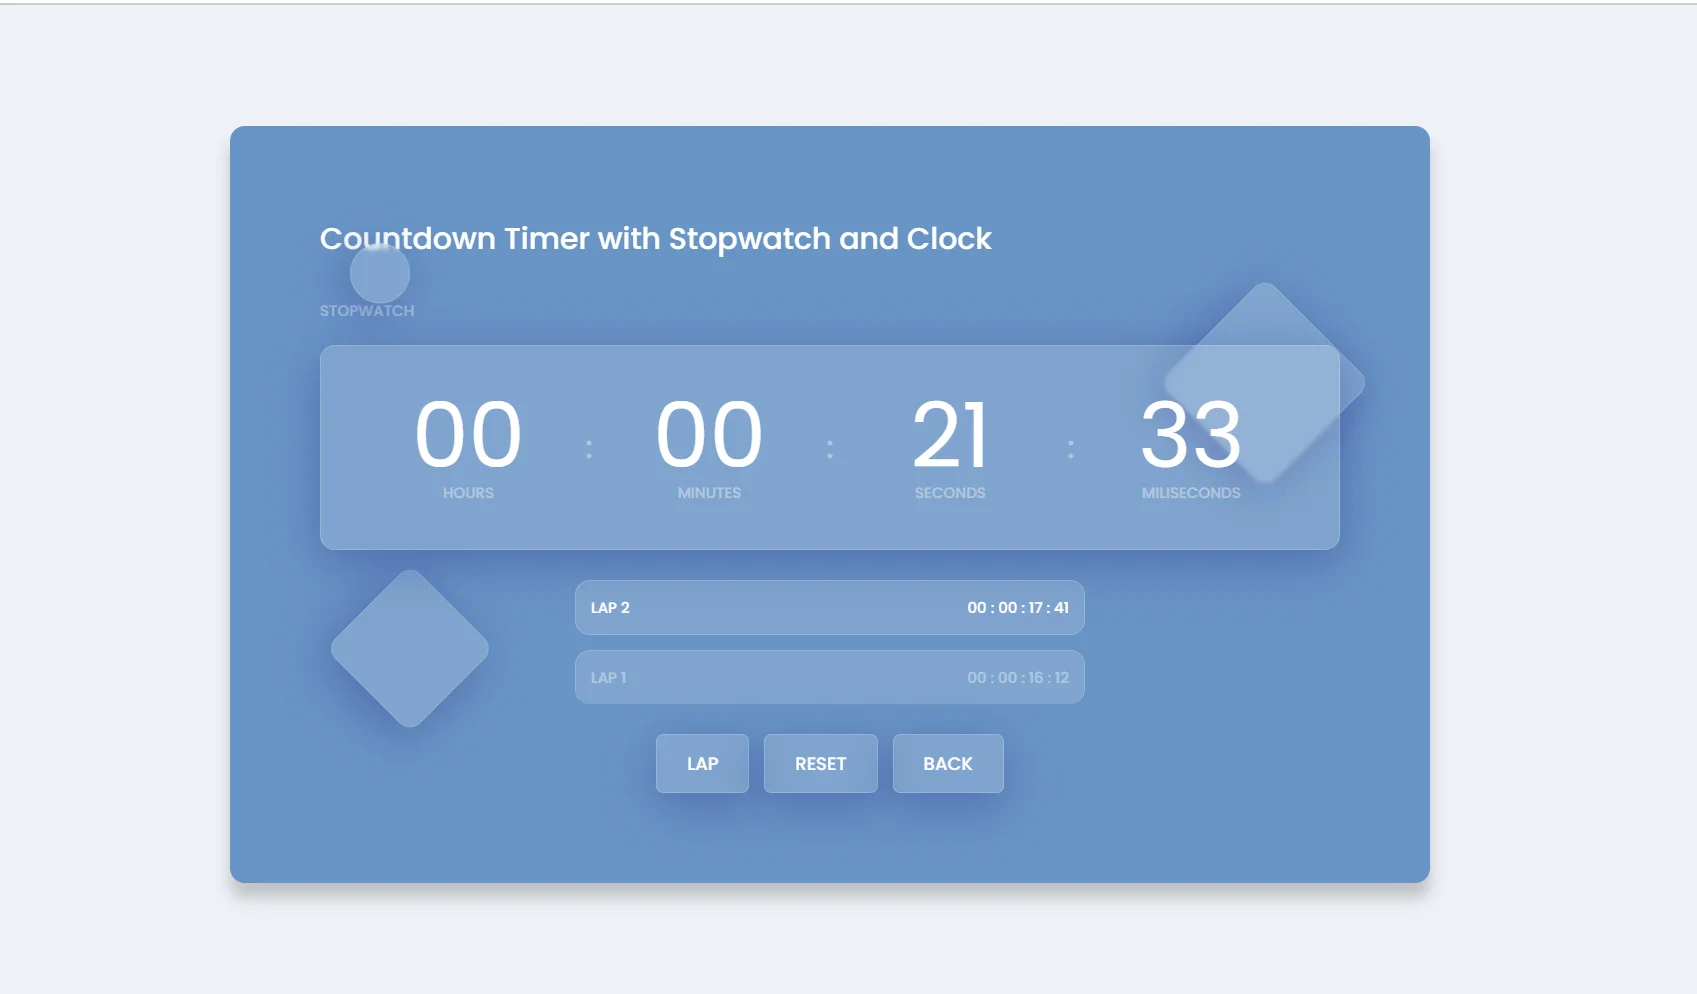 Countdown Timer with Stopwatch and Clock
STOPWATCH
00 : 00 : 21 : 33
HOURS MINUTES SECONDS MILISECONDS
LAP 2 00 : 00 : 17 : 41
LAP 1 00 : 00 : 16 : 12
LAP RESET BACK